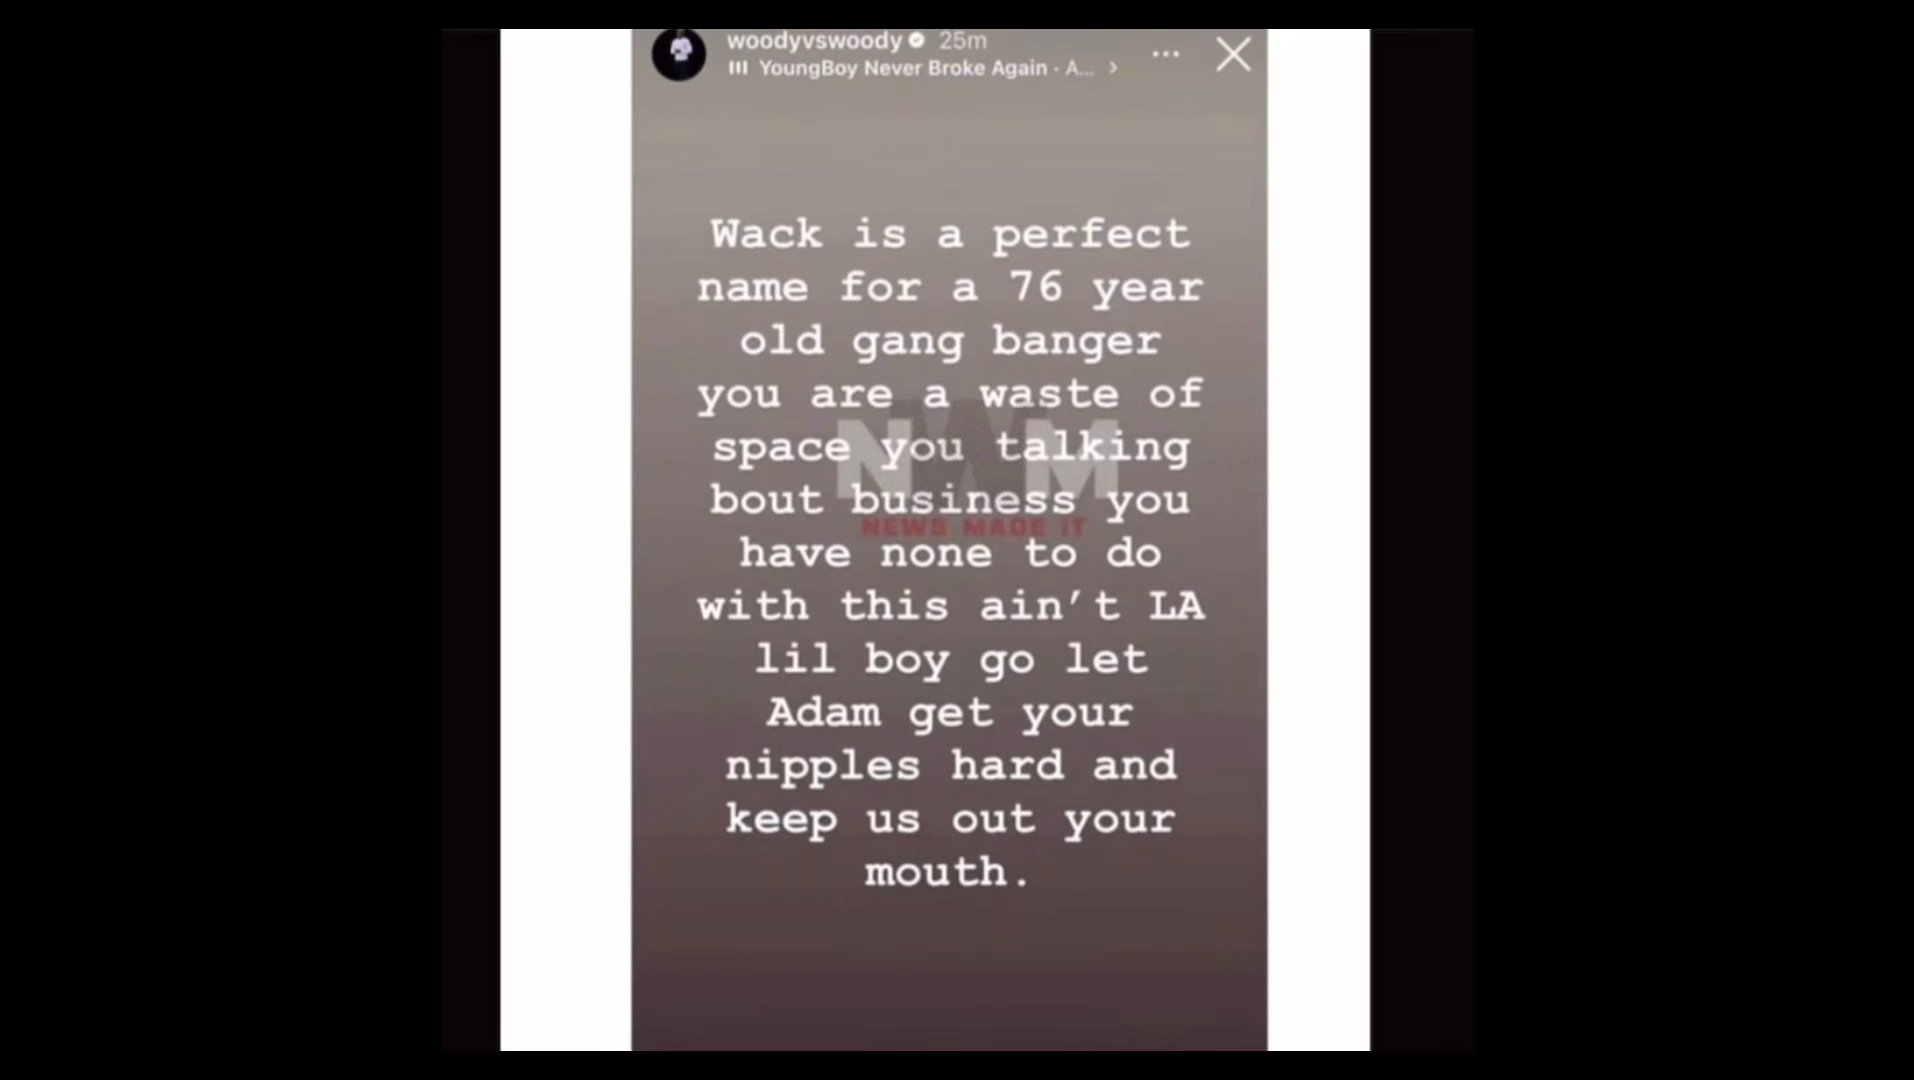 woodyvswoody 25m
YoungBoy Never Broke Again · A... >
Wack is a perfect
name for a 76 year
old gang banger
you are a waste of
space you talking
bout business you
have none to do
with this ain’t LA
lil boy go let
Adam get your
nipples hard and
keep us out your
mouth.
NWM
NEWS MADE IT